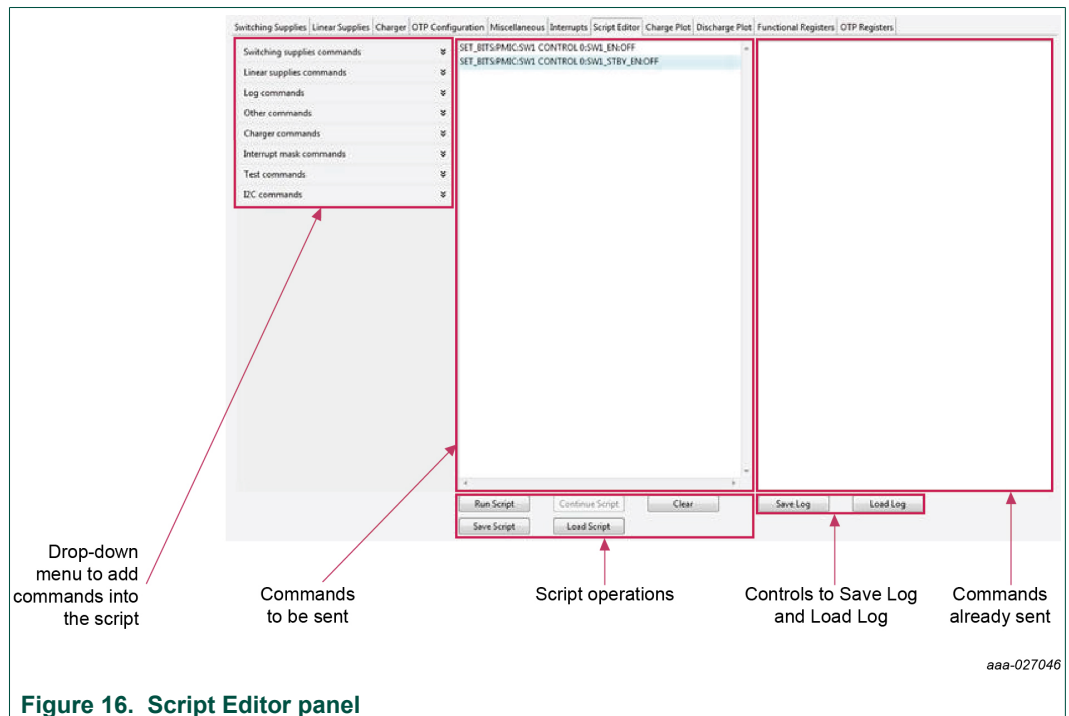 Switching Supplies Linear Supplies Charger OTP Configuration Miscellaneous Interrupts Script Editor Charge Plot Discharge Plot Functional Registers OTP Registers
Switching supplies commands
Linear supplies commands
Log commands
Other commands
Charger commands
Interrupt mask commands
Test commands
I2C commands
SET_BITS:PMIC:SW1 CONTROL 0:SW1_EN:OFF
SET_BITS:PMIC:SW1 CONTROL 0:SW1_STBY_EN:OFF
Run Script Continue Script Clear
Save Script Load Script
Save Log Load Log
Drop-down
menu to add
commands into
the script
Commands
to be sent
Script operations
Controls to Save Log
and Load Log
Commands
already sent
aaa-027046
Figure 16. Script Editor panel